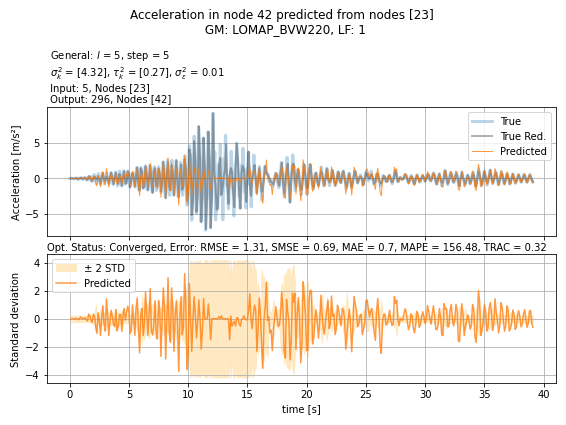 Acceleration in node 42 predicted from nodes [23]
GM: LOMAP_BVW220, LF: 1
General: l = 5, step = 5
σ²ₖ = [4.32], τ²ₖ = [0.27], σ²ε = 0.01
Input: 5, Nodes [23]
Output: 296, Nodes [42]
Acceleration [m/s²]
5
0
−5
True
True Red.
Predicted
Opt. Status: Converged, Error: RMSE = 1.31, SMSE = 0.69, MAE = 0.7, MAPE = 156.48, TRAC = 0.32
Standard deviation
4
2
0
−2
−4
± 2 STD
Predicted
0 5 10 15 20 25 30 35 40
time [s]